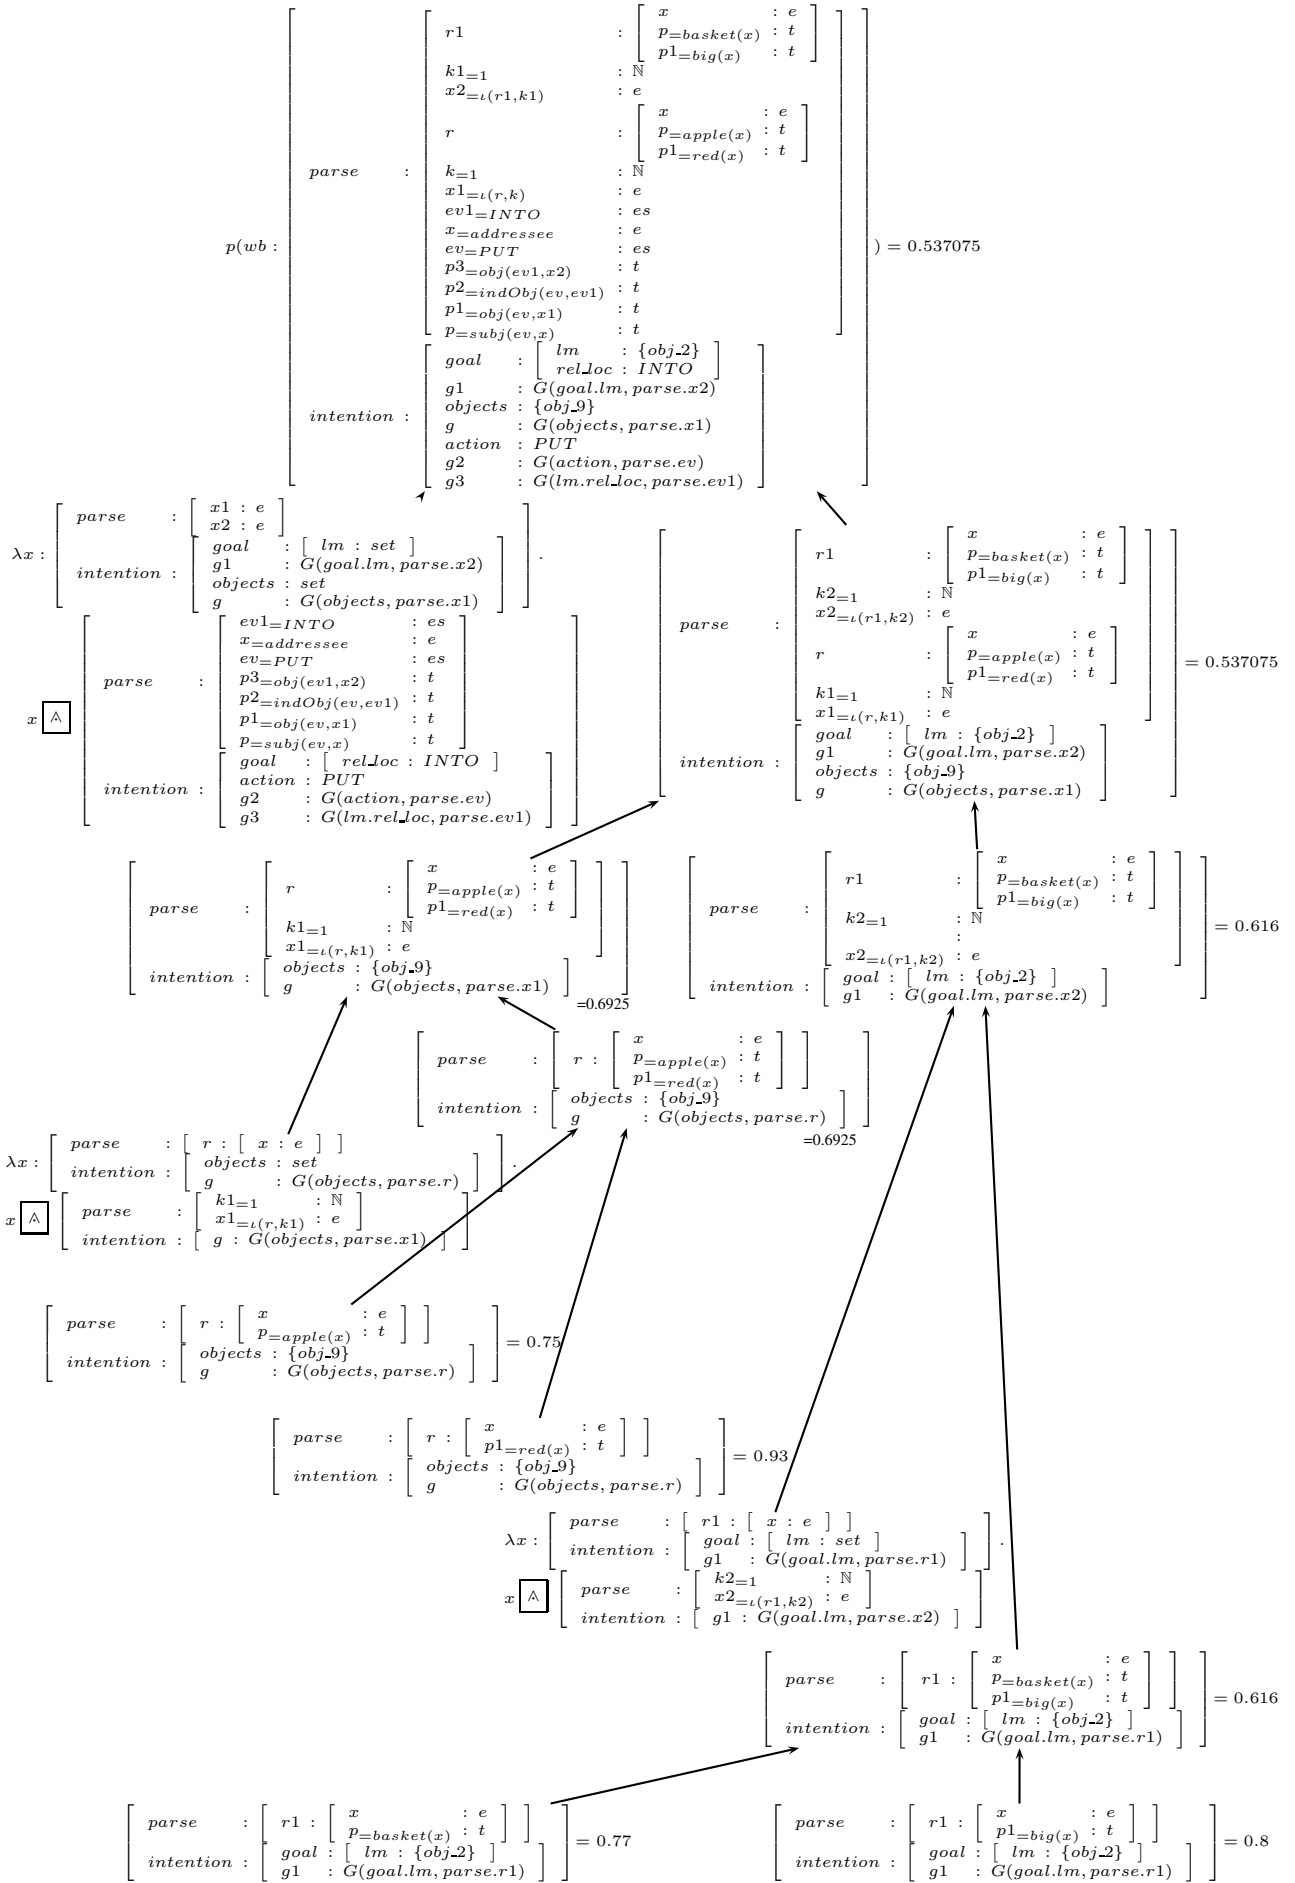 x : e
r1 : p=basket(x) : t
p1=big(x) : t
k1=1 : ℕ
x2=ι(r1,k1) : e
x : e
r : p=apple(x) : t
p1=red(x) : t
parse : k=1 : ℕ
x1=ι(r,k) : e
ev1=INTO : es
x=addressee : e
p(wb : ev=PUT : es ) = 0.537075
p3=obj(ev1,x2) : t
p2=indObj(ev,ev1) : t
p1=obj(ev,x1) : t
p=subj(ev,x) : t
goal : [ lm : {obj_2}
rel_loc : INTO ]
g1 : G(goal.lm, parse.x2)
objects : {obj_9}
intention : g : G(objects, parse.x1)
action : PUT
g2 : G(action, parse.ev)
g3 : G(lm.rel_loc, parse.ev1)
λx : [ parse : [ x1 : e
x2 : e ]
intention : [ goal : [ lm : set ]
g1 : G(goal.lm, parse.x2)
objects : set
g : G(objects, parse.x1) ] ] .
x ⩑ [ parse : [ ev1=INTO : es
x=addressee : e
ev=PUT : es
p3=obj(ev1,x2) : t
p2=indObj(ev,ev1) : t
p1=obj(ev,x1) : t
p=subj(ev,x) : t ]
intention : [ goal : [ rel_loc : INTO ]
action : PUT
g2 : G(action, parse.ev)
g3 : G(lm.rel_loc, parse.ev1) ] ]
[ parse : [ r1 : [ x : e
p=basket(x) : t
p1=big(x) : t ]
k2=1 : ℕ
x2=ι(r1,k2) : e
r : [ x : e
p=apple(x) : t
p1=red(x) : t ]
k1=1 : ℕ
x1=ι(r,k1) : e ]
intention : [ goal : [ lm : {obj_2} ]
g1 : G(goal.lm, parse.x2)
objects : {obj_9}
g : G(objects, parse.x1) ] ] = 0.537075
[ parse : [ r : [ x : e
p=apple(x) : t
p1=red(x) : t ]
k1=1 : ℕ
x1=ι(r,k1) : e ]
intention : [ objects : {obj_9}
g : G(objects, parse.x1) ] ] =0.6925
[ parse : [ r1 : [ x : e
p=basket(x) : t
p1=big(x) : t ]
k2=1 : ℕ
:
x2=ι(r1,k2) : e ]
intention : [ goal : [ lm : {obj_2} ]
g1 : G(goal.lm, parse.x2) ] ] = 0.616
[ parse : [ r : [ x : e
p=apple(x) : t
p1=red(x) : t ] ]
intention : [ objects : {obj_9}
g : G(objects, parse.r) ] ] =0.6925
λx : [ parse : [ r : [ x : e ] ]
intention : [ objects : set
g : G(objects, parse.r) ] ] .
x ⩑ [ parse : [ k1=1 : ℕ
x1=ι(r,k1) : e ]
intention : [ g : G(objects, parse.x1) ] ]
[ parse : [ r : [ x : e
p=apple(x) : t ] ]
intention : [ objects : {obj_9}
g : G(objects, parse.r) ] ] = 0.75
[ parse : [ r : [ x : e
p1=red(x) : t ] ]
intention : [ objects : {obj_9}
g : G(objects, parse.r) ] ] = 0.93
λx : [ parse : [ r1 : [ x : e ] ]
intention : [ goal : [ lm : set ]
g1 : G(goal.lm, parse.r1) ] ] .
x ⩑ [ parse : [ k2=1 : ℕ
x2=ι(r1,k2) : e ]
intention : [ g1 : G(goal.lm, parse.x2) ] ]
[ parse : [ r1 : [ x : e
p=basket(x) : t
p1=big(x) : t ] ]
intention : [ goal : [ lm : {obj_2} ]
g1 : G(goal.lm, parse.r1) ] ] = 0.616
[ parse : [ r1 : [ x : e
p=basket(x) : t ] ]
intention : [ goal : [ lm : {obj_2} ]
g1 : G(goal.lm, parse.r1) ] ] = 0.77
[ parse : [ r1 : [ x : e
p1=big(x) : t ] ]
intention : [ goal : [ lm : {obj_2} ]
g1 : G(goal.lm, parse.r1) ] ] = 0.8